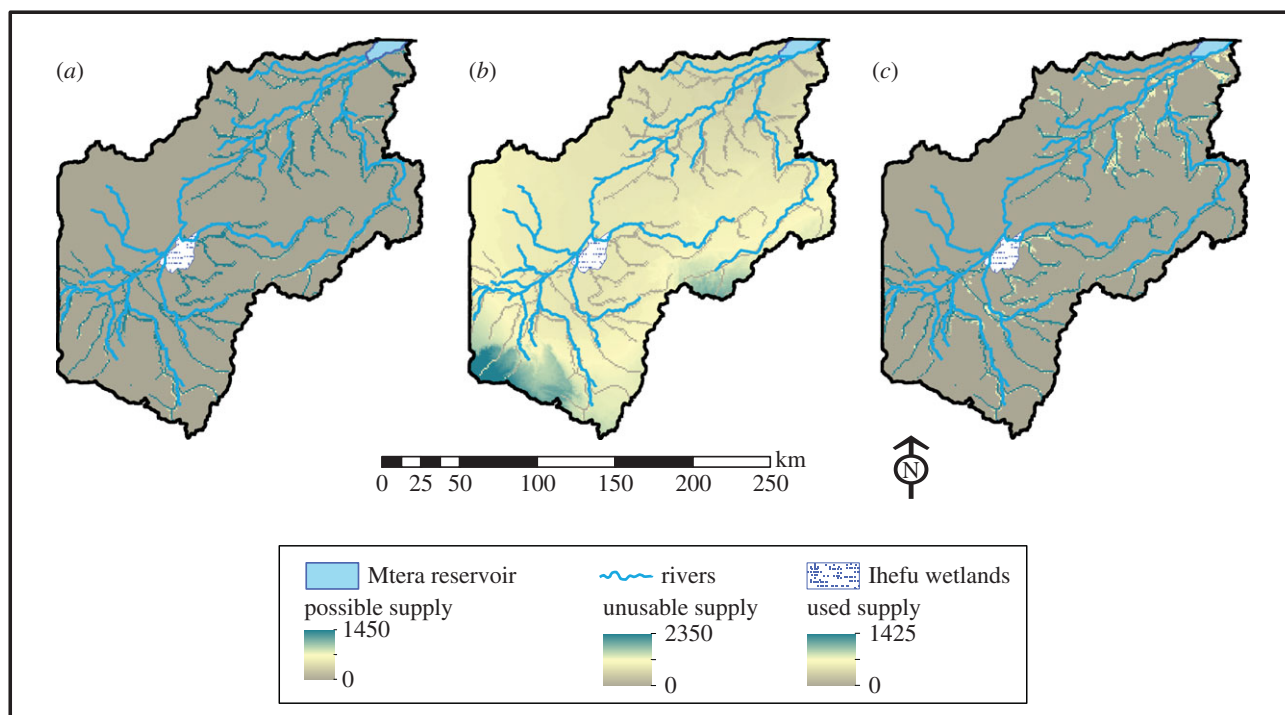 (a)
(b)
(c)
km
0 25 50 100 150 200 250
N
Mtera reservoir rivers Ihefu wetlands
possible supply unusable supply used supply
1450 2350 1425
0 0 0